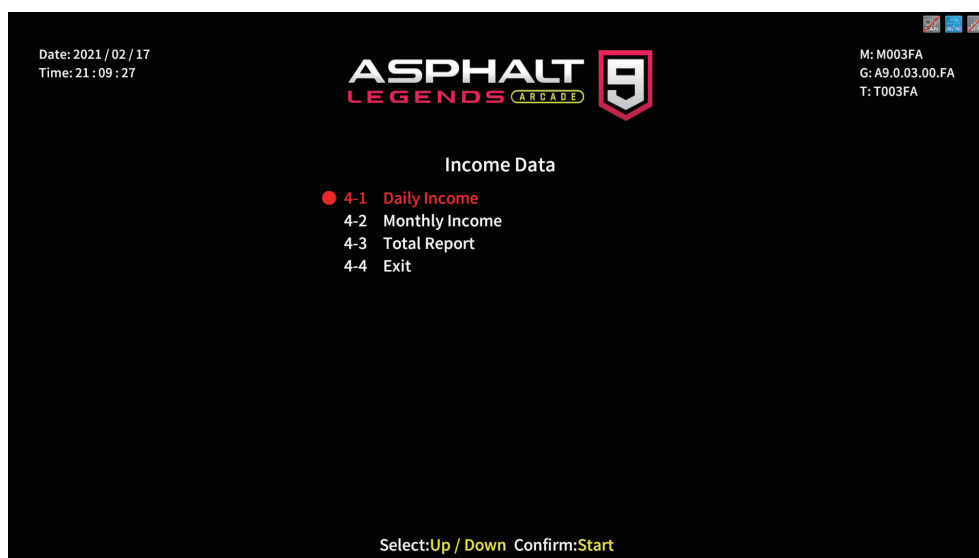 Date: 2021 / 02 / 17
Time: 21 : 09 : 27
ASPHALT 9
LEGENDS ARCADE
M: M003FA
G: A9.0.03.00.FA
T: T003FA
Income Data
4-1 Daily Income
4-2 Monthly Income
4-3 Total Report
4-4 Exit
Select:Up / Down Confirm:Start